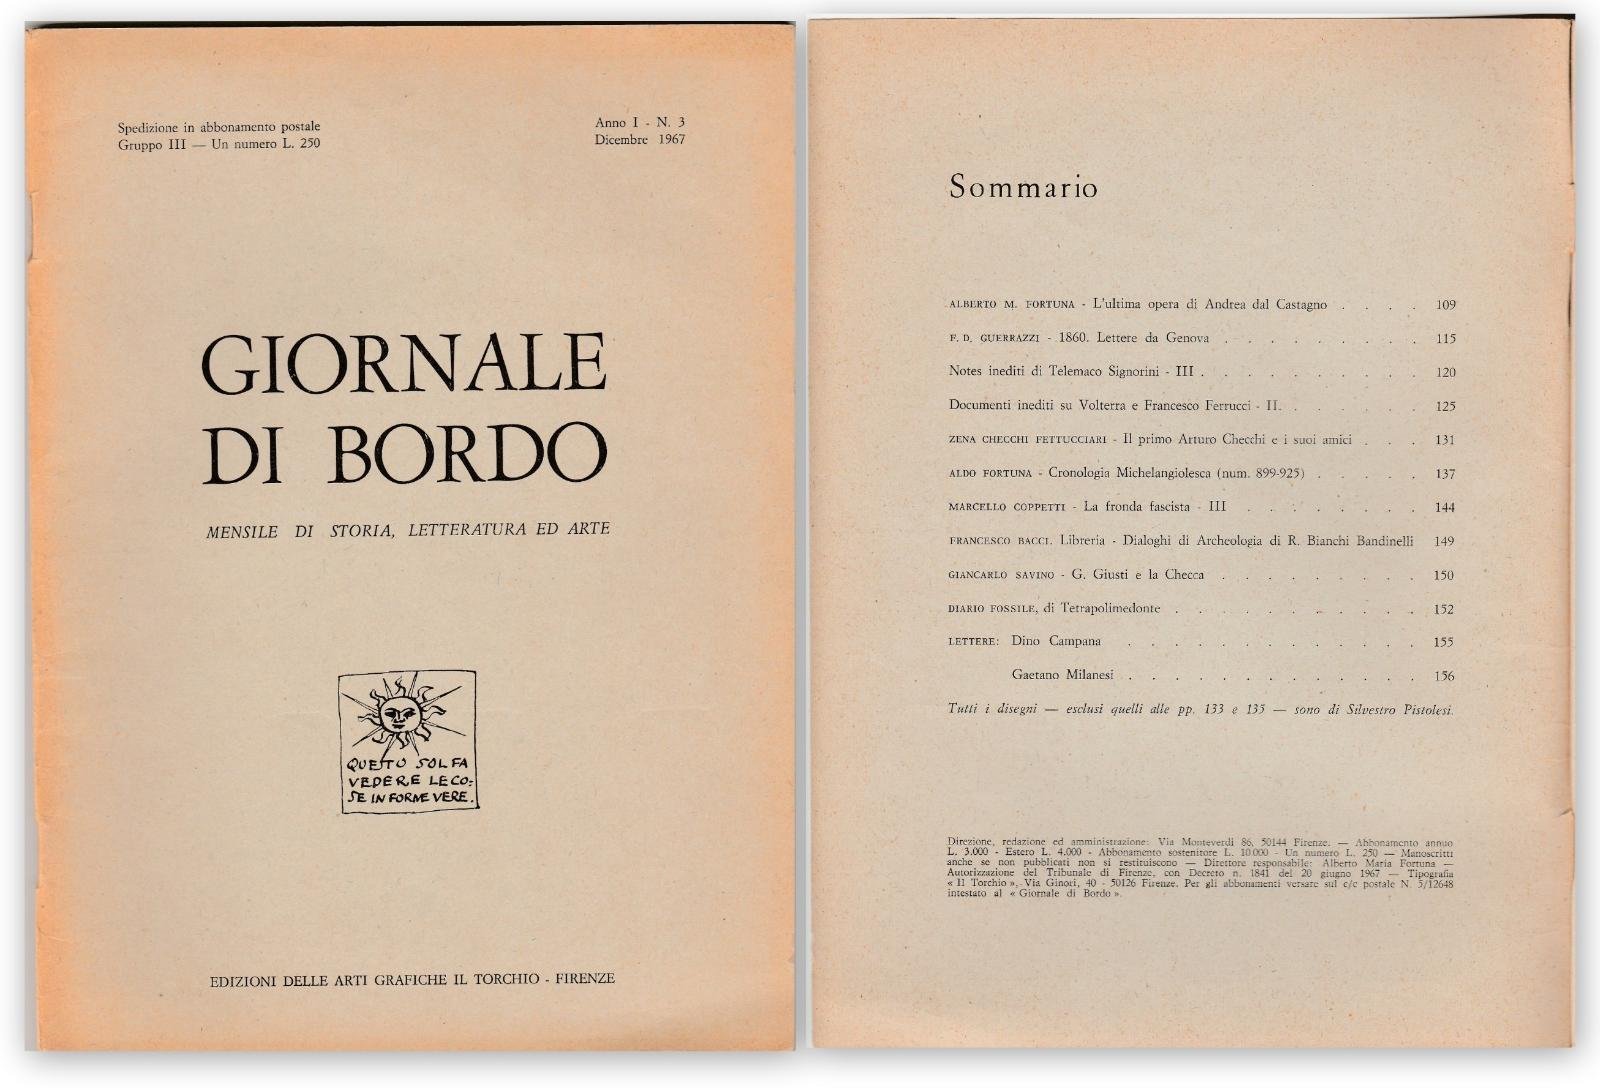 Spedizione in abbonamento postale
Gruppo III — Un numero L. 250
Anno I - N. 3
Dicembre 1967
GIORNALE
DI BORDO
MENSILE DI STORIA, LETTERATURA ED ARTE
QUESTO SOL FA
VEDERE LE CO-
SE IN FORME VERE.
EDIZIONI DELLE ARTI GRAFICHE IL TORCHIO - FIRENZE
Sommario
ALBERTO M. FORTUNA - L'ultima opera di Andrea dal Castagno . . . . 109
F. D. GUERRAZZI - 1860. Lettere da Genova . . . . . . . . 115
Notes inediti di Telemaco Signorini - III . . . . . . . . . 120
Documenti inediti su Volterra e Francesco Ferrucci - II. . . . . . . 125
ZENA CHECCHI FETTUCCIARI - Il primo Arturo Checchi e i suoi amici . . . 131
ALDO FORTUNA - Cronologia Michelangiolesca (num. 899-925) . . . . . 137
MARCELLO COPPETTI - La fronda fascista - III . . . . . . . . 144
FRANCESCO BACCI. Libreria - Dialoghi di Archeologia di R. Bianchi Bandinelli 149
GIANCARLO SAVINO - G. Giusti e la Checca . . . . . . . . . 150
DIARIO FOSSILE, di Tetrapolimedonte . . . . . . . . . . 152
LETTERE: Dino Campana . . . . . . . . . . . . 155
Gaetano Milanesi . . . . . . . . . . . . 156
Tutti i disegni — esclusi quelli alle pp. 133 e 135 — sono di Silvestro Pistolesi.
Direzione, redazione ed amministrazione: Via Monteverdi 86, 50144 Firenze. — Abbonamento annuo
L. 3.000 - Estero L. 4.000 - Abbonamento sostenitore L. 10.000 - Un numero L. 250 — Manoscritti
anche se non pubblicati non si restituiscono — Direttore responsabile: Alberto Maria Fortuna —
Autorizzazione del Tribunale di Firenze, con Decreto n. 1841 del 20 giugno 1967 — Tipografia
« Il Torchio », Via Ginori, 40 - 50126 Firenze. Per gli abbonamenti versare sul c/c postale N. 5/12648
intestato al « Giornale di Bordo ».